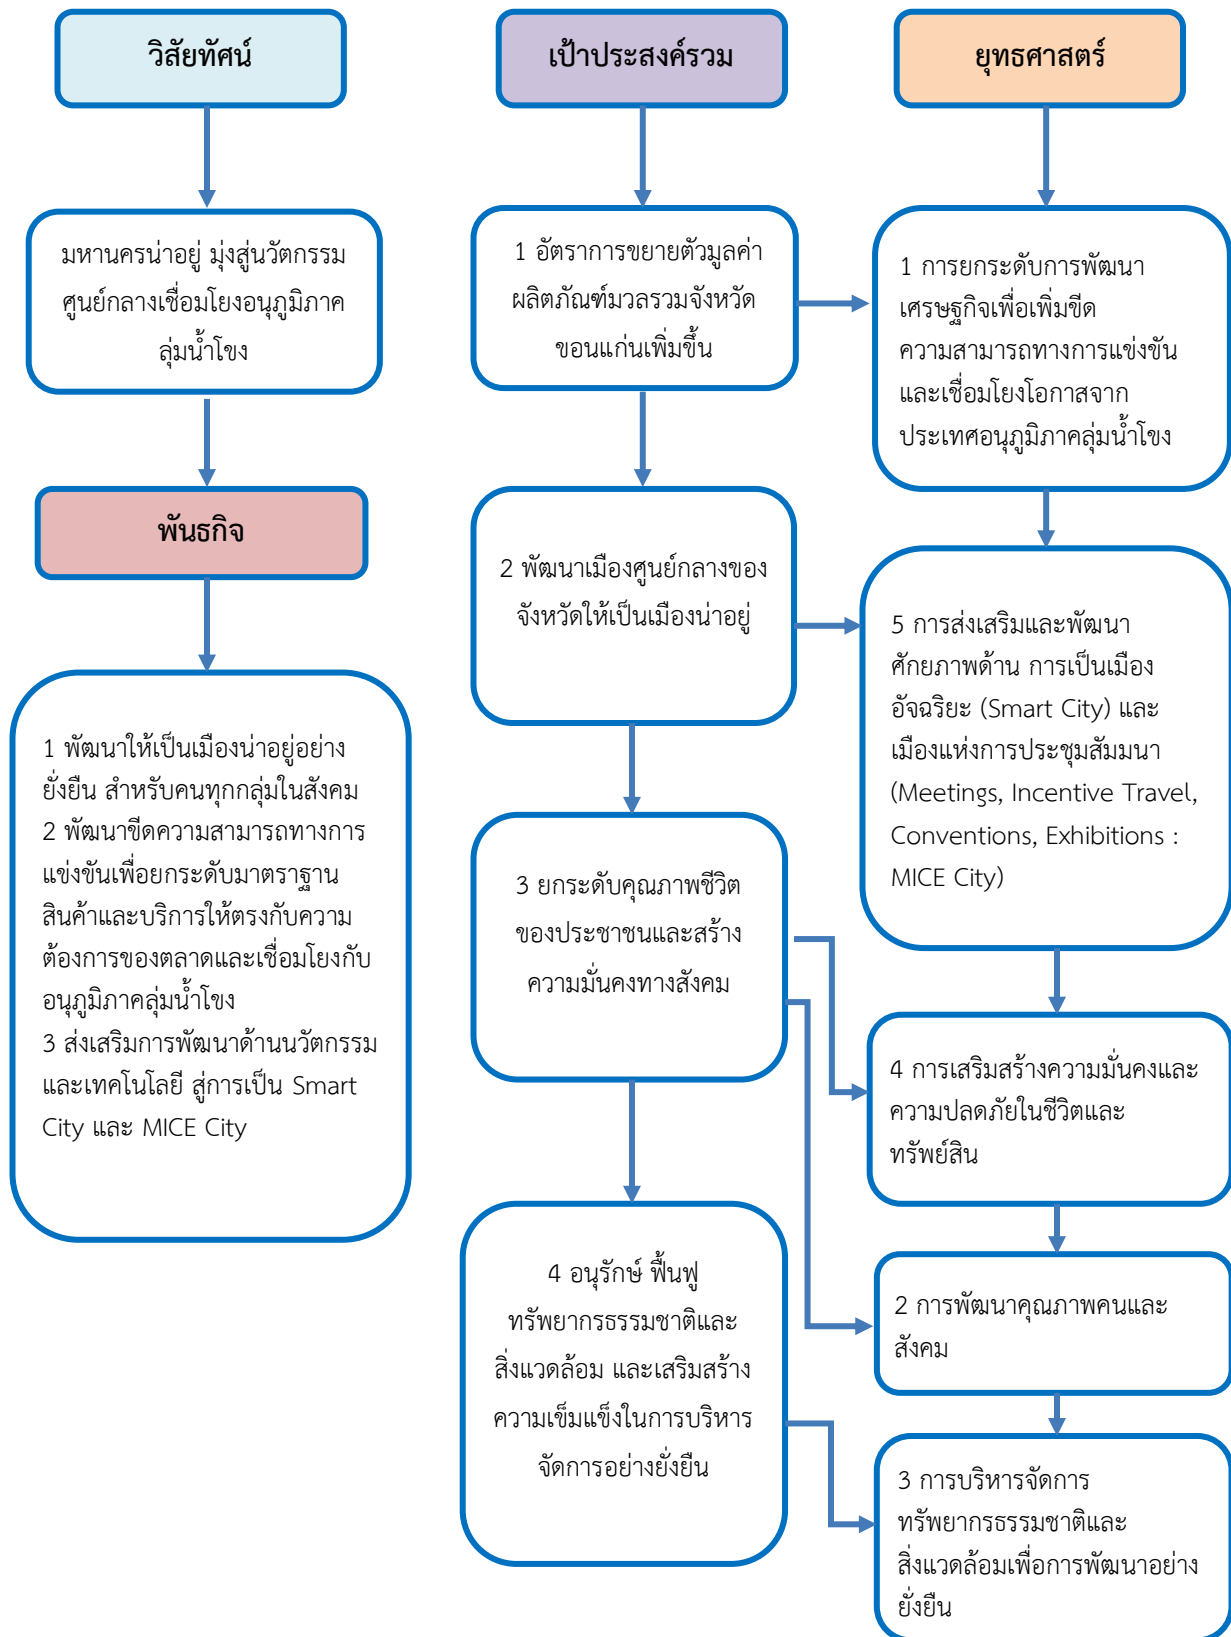 วิสัยทัศน์
มหานครน่าอยู่ มุ่งสู่นวัตกรรม
ศูนย์กลางเชื่อมโยงอนุภูมิภาค
ลุ่มน้ำโขง
พันธกิจ
1 พัฒนาให้เป็นเมืองน่าอยู่อย่าง
ยั่งยืน สำหรับคนทุกกลุ่มในสังคม
2 พัฒนาขีดความสามารถทางการ
แข่งขันเพื่อยกระดับมาตราฐาน
สินค้าและบริการให้ตรงกับความ
ต้องการของตลาดและเชื่อมโยงกับ
อนุภูมิภาคลุ่มน้ำโขง
3 ส่งเสริมการพัฒนาด้านนวัตกรรม
และเทคโนโลยี สู่การเป็น Smart
City และ MICE City
เป้าประสงค์รวม
1 อัตราการขยายตัวมูลค่า
ผลิตภัณฑ์มวลรวมจังหวัด
ขอนแก่นเพิ่มขึ้น
2 พัฒนาเมืองศูนย์กลางของ
จังหวัดให้เป็นเมืองน่าอยู่
3 ยกระดับคุณภาพชีวิต
ของประชาชนและสร้าง
ความมั่นคงทางสังคม
4 อนุรักษ์ ฟื้นฟู
ทรัพยากรธรรมชาติและ
สิ่งแวดล้อม และเสริมสร้าง
ความเข็มแข็งในการบริหาร
จัดการอย่างยั่งยืน
ยุทธศาสตร์
1 การยกระดับการพัฒนา
เศรษฐกิจเพื่อเพิ่มขีด
ความสามารถทางการแข่งขัน
และเชื่อมโยงโอกาสจาก
ประเทศอนุภูมิภาคลุ่มน้ำโขง
5 การส่งเสริมและพัฒนา
ศักยภาพด้าน การเป็นเมือง
อัจฉริยะ (Smart City) และ
เมืองแห่งการประชุมสัมมนา
(Meetings, Incentive Travel,
Conventions, Exhibitions :
MICE City)
4 การเสริมสร้างความมั่นคงและ
ความปลดภัยในชีวิตและ
ทรัพย์สิน
2 การพัฒนาคุณภาพคนและ
สังคม
3 การบริหารจัดการ
ทรัพยากรธรรมชาติและ
สิ่งแวดล้อมเพื่อการพัฒนาอย่าง
ยั่งยืน